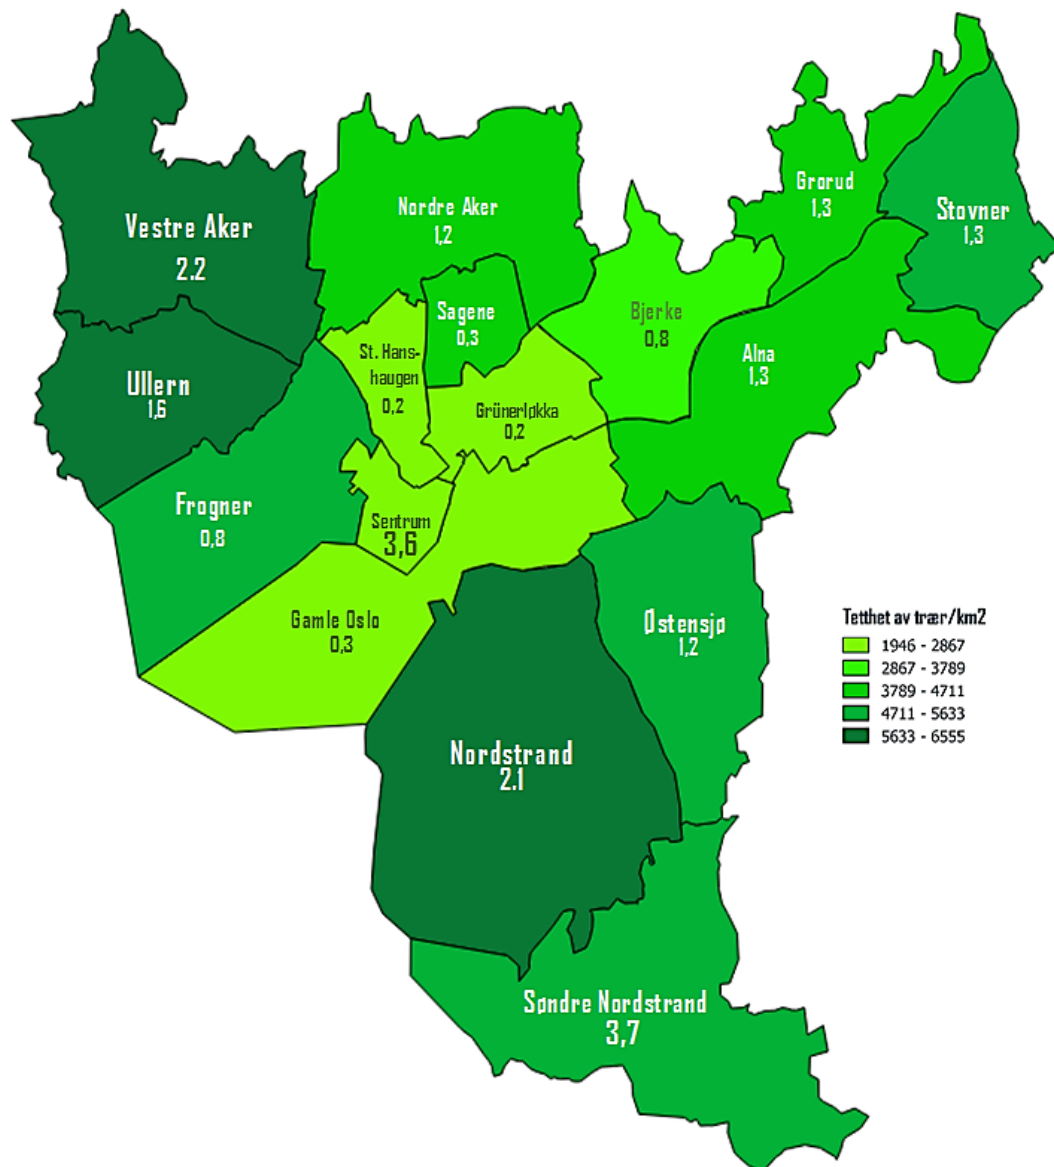 Vestre Aker
2.2
Nordre Aker
1,2
Grorud
1,3
Stovner
1,3
Sagene
0,3
Bjerke
0,8
St. Hans-
haugen
0,2
Alna
1,3
Ullern
1,6
Grünerløkka
0,2
Frogner
0,8
Sentrum
3,6
Gamle Oslo
0,3
Østensjø
1,2
Tetthet av trær/km2
1946 - 2867
2867 - 3789
3789 - 4711
4711 - 5633
5633 - 6555
Nordstrand
2.1
Søndre Nordstrand
3,7